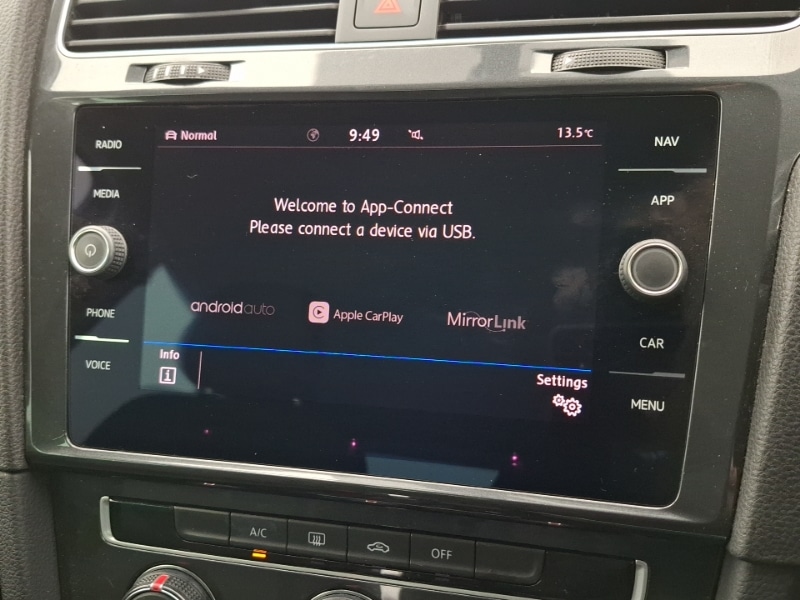 RADIO
MEDIA
PHONE
VOICE
Normal
9:49
13.5°C
Welcome to App-Connect
Please connect a device via USB.
androidauto
Apple CarPlay
MirrorLink
Info
i
Settings
NAV
APP
CAR
MENU
A/C
OFF